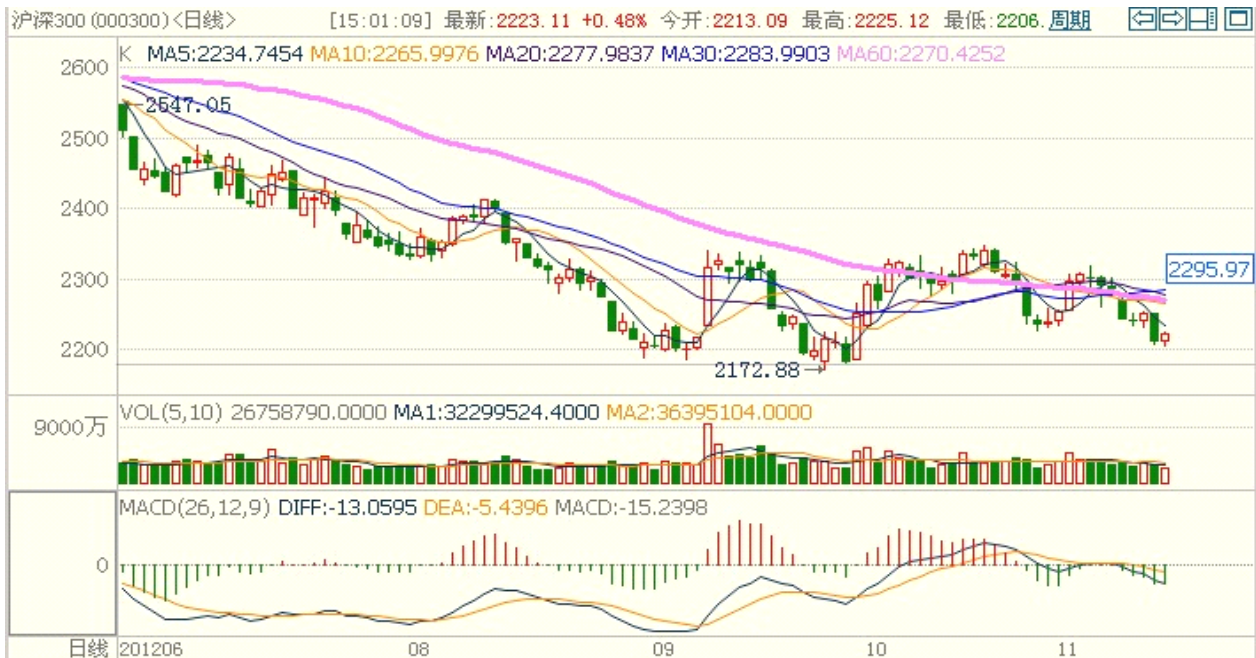 沪深300 (000300)<日线> [15:01:09] 最新:2223.11 +0.48% 今开:2213.09 最高:2225.12 最低:2206. 周期
K MA5:2234.7454 MA10:2265.9976 MA20:2277.9837 MA30:2283.9903 MA60:2270.4252
2600
2547.05
2500
2400
2300
2295.97
2200
2172.88
VOL(5,10) 26758790.0000 MA1:32299524.4000 MA2:36395104.0000
9000万
MACD(26,12,9) DIFF:-13.0595 DEA:-5.4396 MACD:-15.2398
0
日线 201206 08 09 10 11